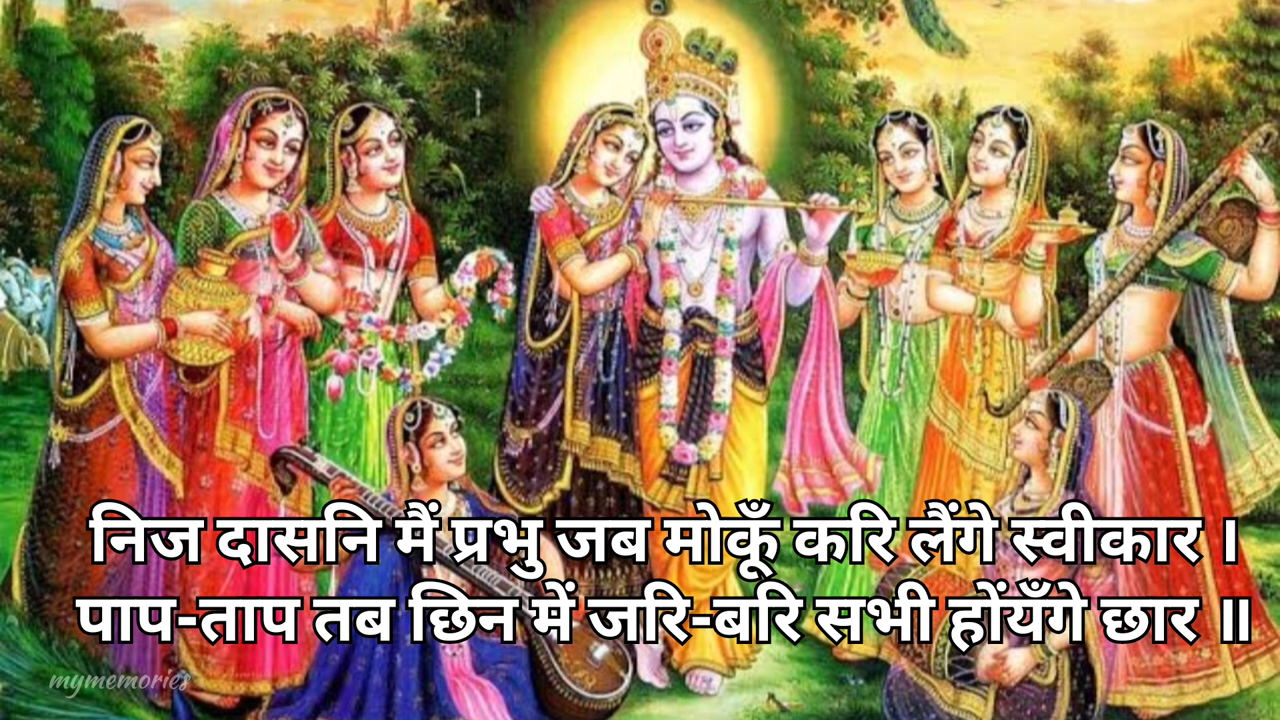 निज दासनि मैं प्रभु जब मोकूँ करि लैंगे स्वीकार ।
पाप-ताप तब छिन में जरि-बरि सभी होंयँगे छार ॥
mymemories